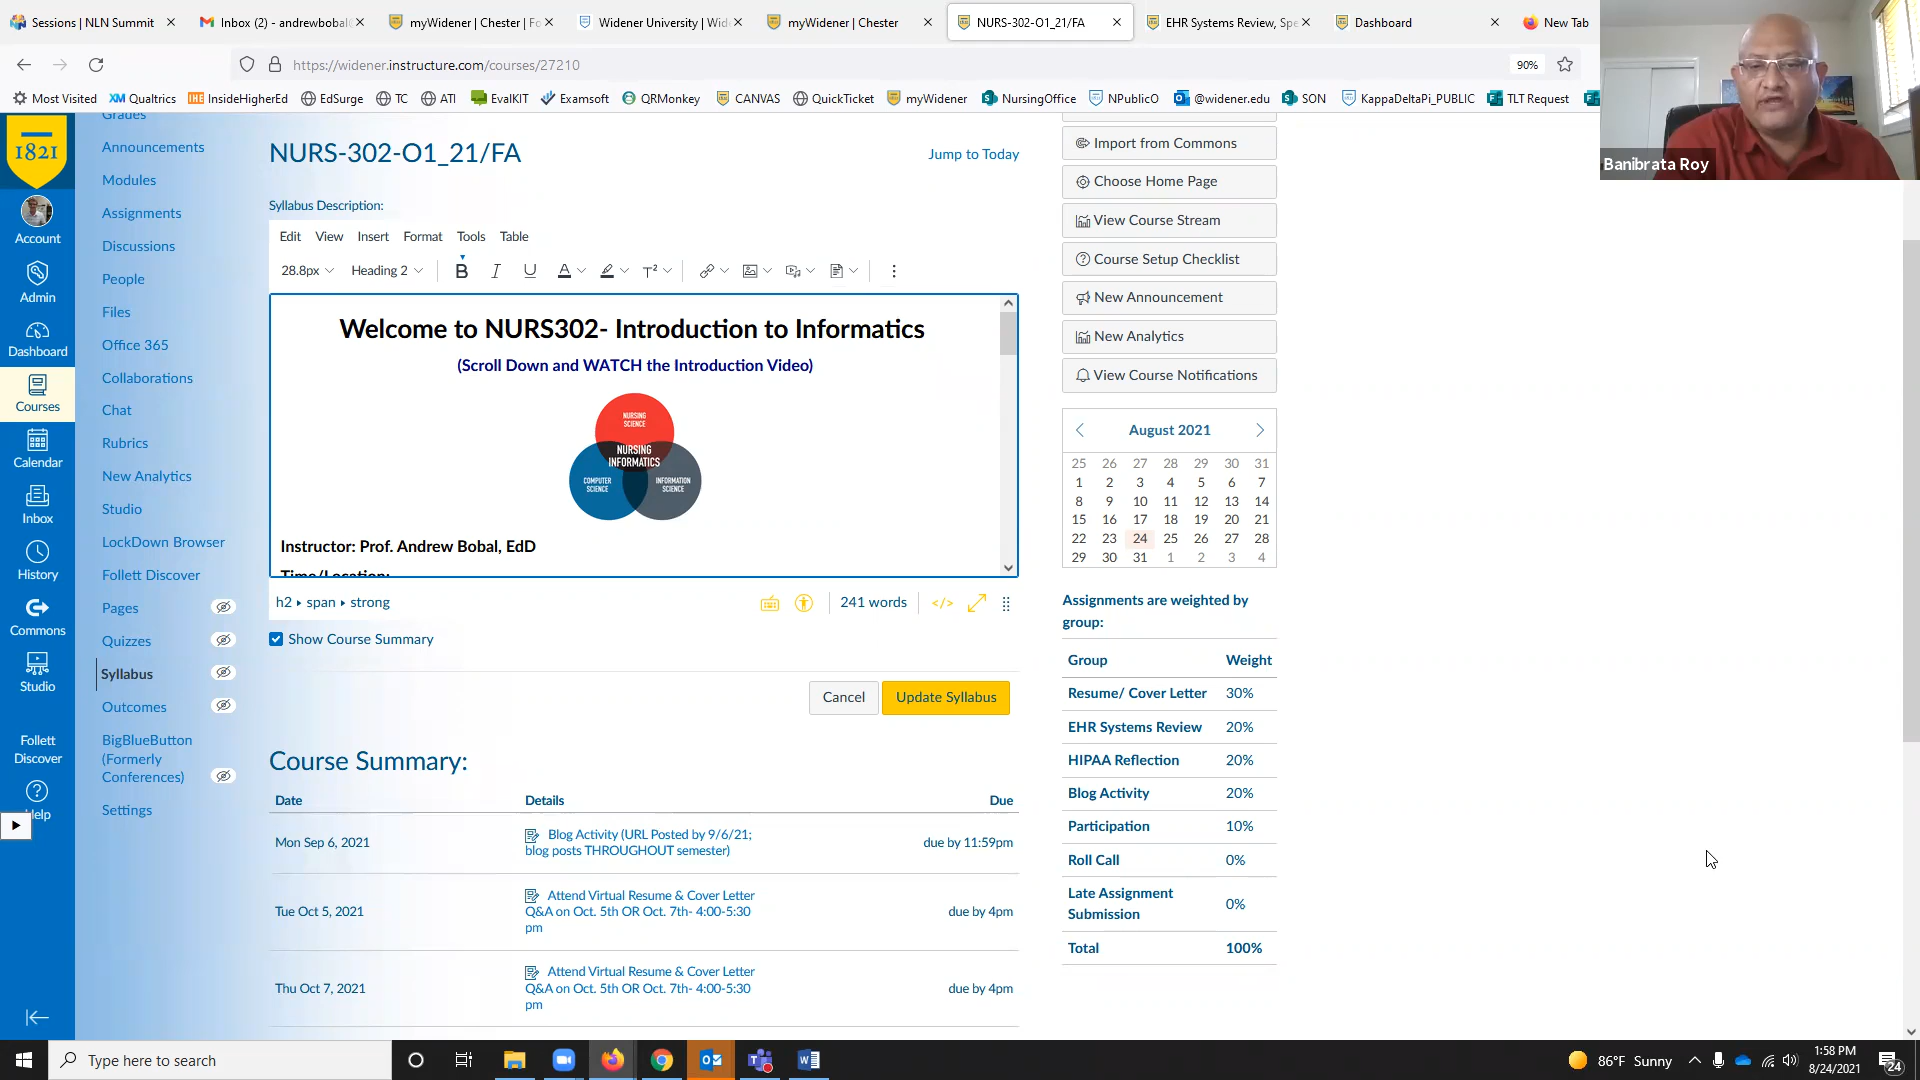 Sessions | NLN Summit
Inbox (2) - andrewbobal
myWidener | Chester | Fo
Widener University | Wid
myWidener | Chester
NURS-302-O1_21/FA
EHR Systems Review, Spe
Dashboard
New Tab
https://widener.instructure.com/courses/27210
90%
Most Visited
XM Qualtrics
IHE InsideHigherEd
EdSurge
TC
ATI
EvalKIT
Examsoft
QRMonkey
CANVAS
QuickTicket
myWidener
NursingOffice
NPublicO
@widener.edu
SON
KappaDeltaPi_PUBLIC
TLT Request
Banibrata Roy
1821
Account
Admin
Dashboard
Courses
Calendar
Inbox
History
Commons
Studio
Follett
Discover
Grades
Announcements
Modules
Assignments
Discussions
People
Files
Office 365
Collaborations
Chat
Rubrics
New Analytics
Studio
LockDown Browser
Follett Discover
Pages
Quizzes
Syllabus
Outcomes
BigBlueButton
(Formerly
Conferences)
Settings
NURS-302-O1_21/FA
Jump to Today
Syllabus Description:
Edit View Insert Format Tools Table
28.8px Heading 2 B I U A T²
Welcome to NURS302- Introduction to Informatics
(Scroll Down and WATCH the Introduction Video)
NURSING
SCIENCE
NURSING
INFORMATICS
COMPUTER
SCIENCE
INFORMATION
SCIENCE
Instructor: Prof. Andrew Bobal, EdD
Time/Location:
h2 ▸ span ▸ strong
241 words
</>
Show Course Summary
Cancel
Update Syllabus
Course Summary:
Date Details Due
Mon Sep 6, 2021
Blog Activity (URL Posted by 9/6/21;
blog posts THROUGHOUT semester)
due by 11:59pm
Tue Oct 5, 2021
Attend Virtual Resume & Cover Letter
Q&A on Oct. 5th OR Oct. 7th- 4:00-5:30
pm
due by 4pm
Thu Oct 7, 2021
Attend Virtual Resume & Cover Letter
Q&A on Oct. 5th OR Oct. 7th- 4:00-5:30
pm
due by 4pm
Import from Commons
Choose Home Page
View Course Stream
Course Setup Checklist
New Announcement
New Analytics
View Course Notifications
August 2021
25 26 27 28 29 30 31
1 2 3 4 5 6 7
8 9 10 11 12 13 14
15 16 17 18 19 20 21
22 23 24 25 26 27 28
29 30 31 1 2 3 4
Assignments are weighted by
group:
Group Weight
Resume/ Cover Letter 30%
EHR Systems Review 20%
HIPAA Reflection 20%
Blog Activity 20%
Participation 10%
Roll Call 0%
Late Assignment
Submission
0%
Total 100%
Type here to search
86°F Sunny
1:58 PM
8/24/2021
24